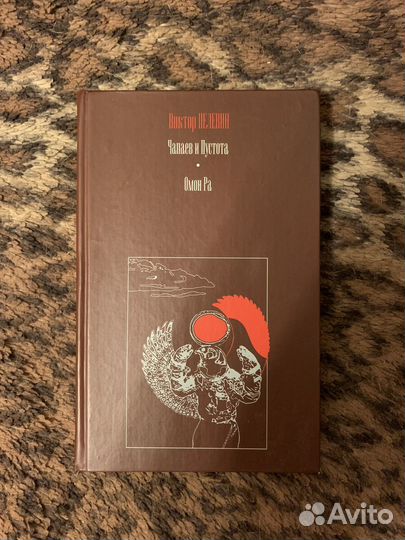 Виктор ПЕЛЕВИН
Чапаев и Пустота
•
Омон Ра
Avito